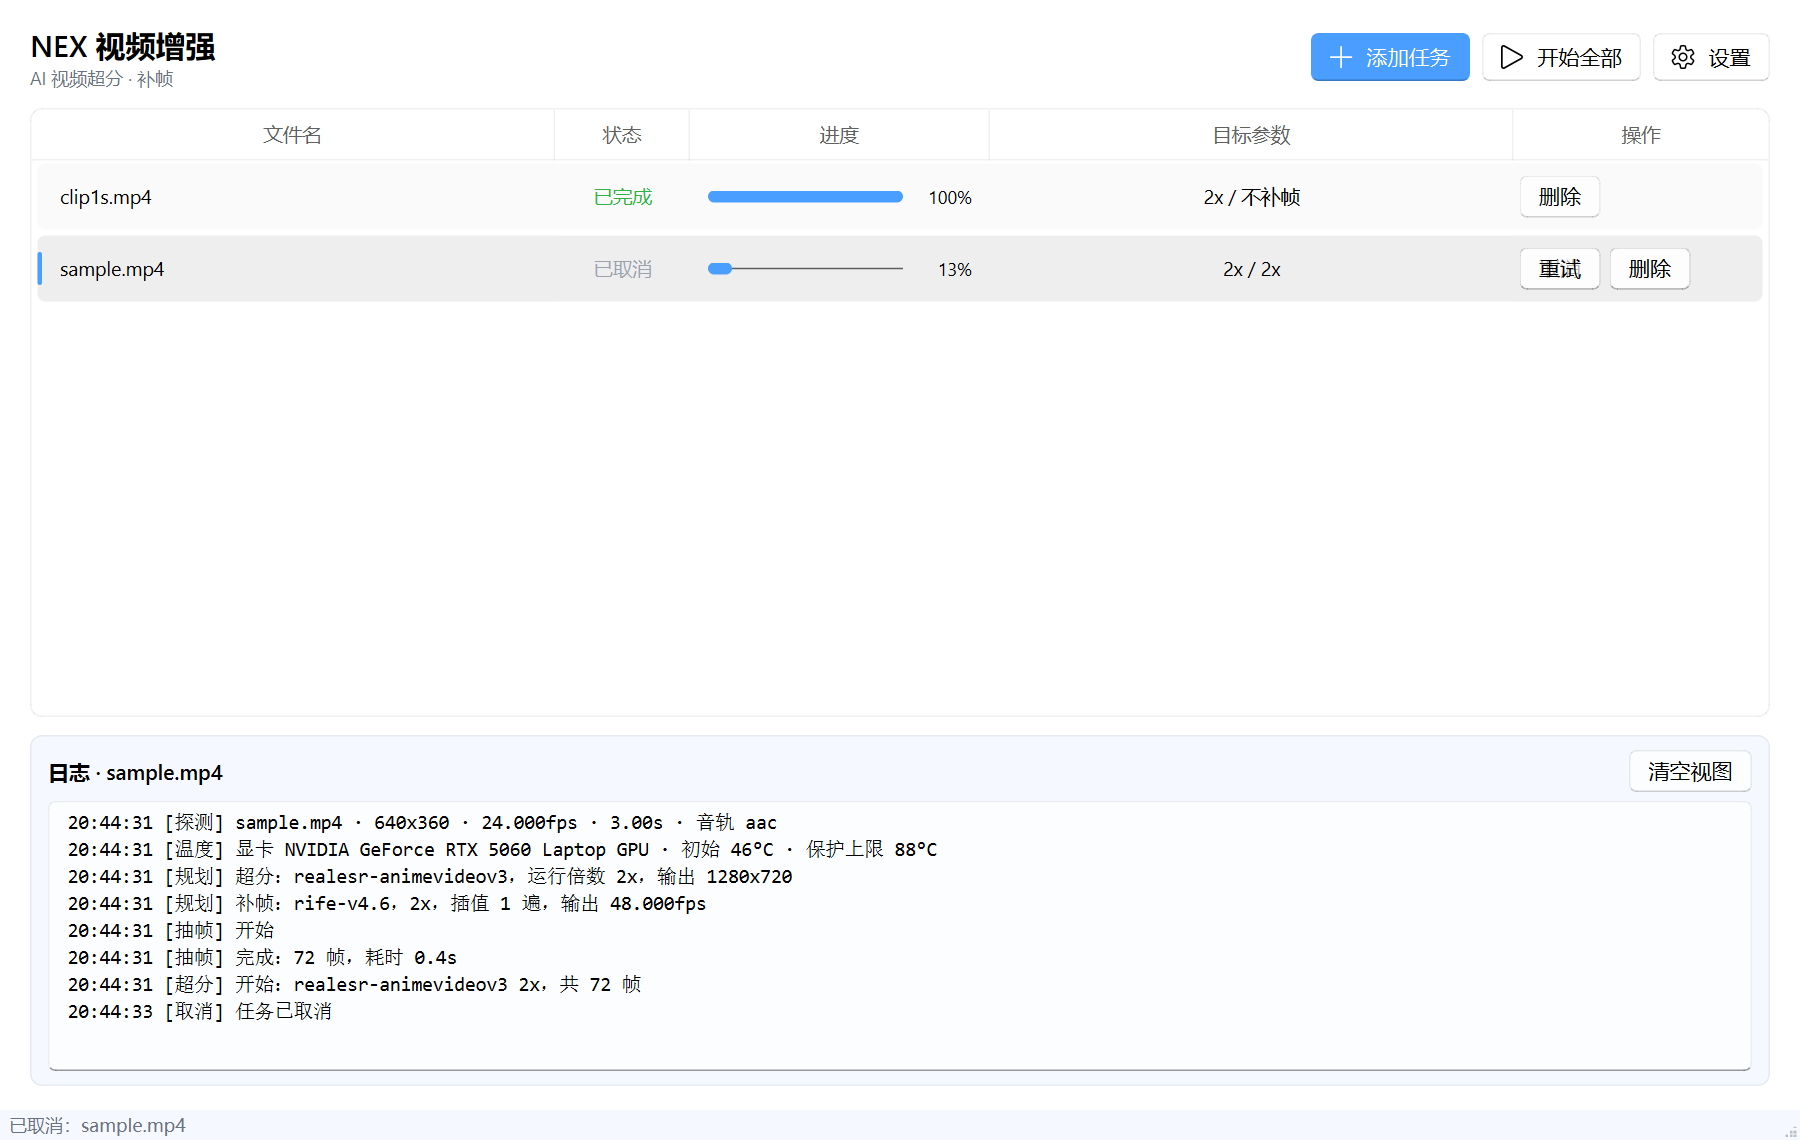 NEX 视频增强
AI 视频超分 · 补帧
添加任务
开始全部
设置
文件名 状态 进度 目标参数 操作
clip1s.mp4 已完成 100% 2x / 不补帧 删除
sample.mp4 已取消 13% 2x / 2x 重试 删除
日志 · sample.mp4
清空视图
20:44:31 [探测] sample.mp4 · 640x360 · 24.000fps · 3.00s · 音轨 aac
20:44:31 [温度] 显卡 NVIDIA GeForce RTX 5060 Laptop GPU · 初始 46°C · 保护上限 88°C
20:44:31 [规划] 超分：realesr-animevideov3，运行倍数 2x，输出 1280x720
20:44:31 [规划] 补帧：rife-v4.6，2x，插值 1 遍，输出 48.000fps
20:44:31 [抽帧] 开始
20:44:31 [抽帧] 完成：72 帧，耗时 0.4s
20:44:31 [超分] 开始：realesr-animevideov3 2x，共 72 帧
20:44:33 [取消] 任务已取消
已取消：sample.mp4